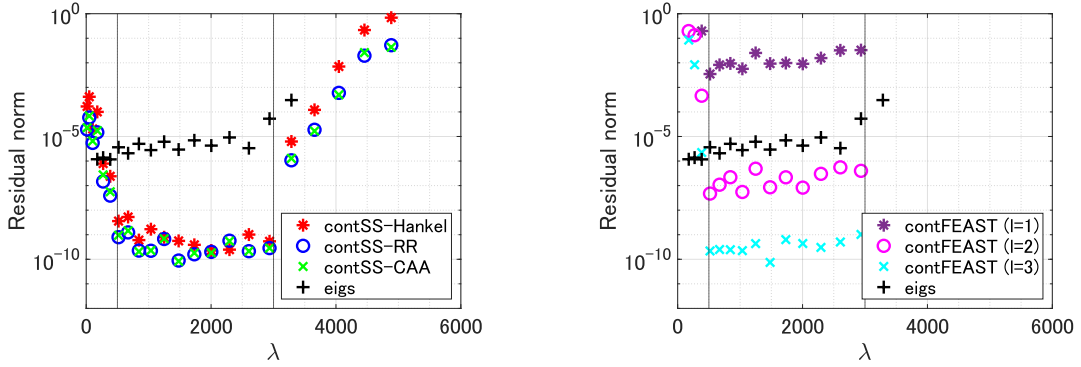 10^0
10^-5
10^-10
Residual norm
0 2000 4000 6000
λ
contSS-Hankel
contSS-RR
contSS-CAA
eigs
10^0
10^-5
10^-10
Residual norm
0 2000 4000 6000
λ
contFEAST (l=1)
contFEAST (l=2)
contFEAST (l=3)
eigs